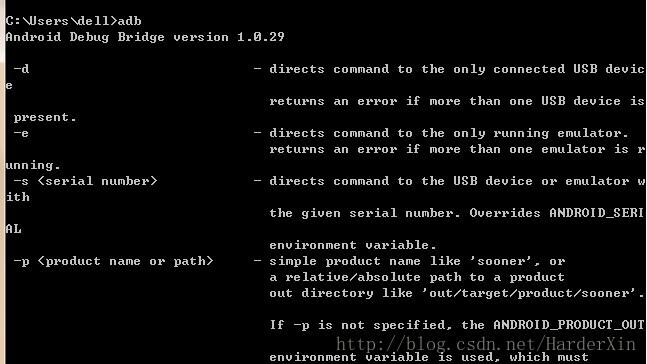 C:\Users\dell>adb
Android Debug Bridge version 1.0.29
-d - directs command to the only connected USB devic
e
returns an error if more than one USB device is
present.
-e - directs command to the only running emulator.
returns an error if more than one emulator is r
unning.
-s <serial number> - directs command to the USB device or emulator w
ith
the given serial number. Overrides ANDROID_SERI
AL
environment variable.
-p <product name or path> - simple product name like 'sooner', or
a relative/absolute path to a product
out directory like 'out/target/product/sooner'.
If -p is not specified, the ANDROID_PRODUCT_OUT
http://blog.csdn.net/HarderXin
environment variable is used, which must